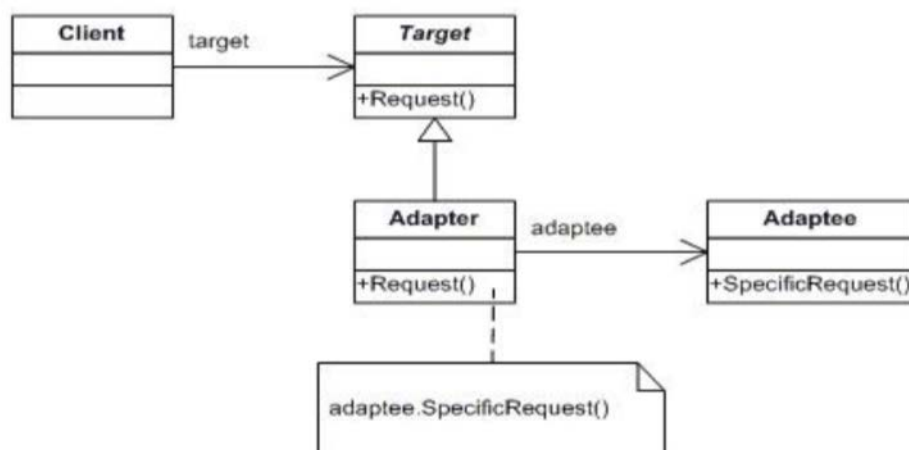 Client
target
Target
+Request()
Adapter
adaptee
Adaptee
+Request()
+SpecificRequest()
adaptee.SpecificRequest()